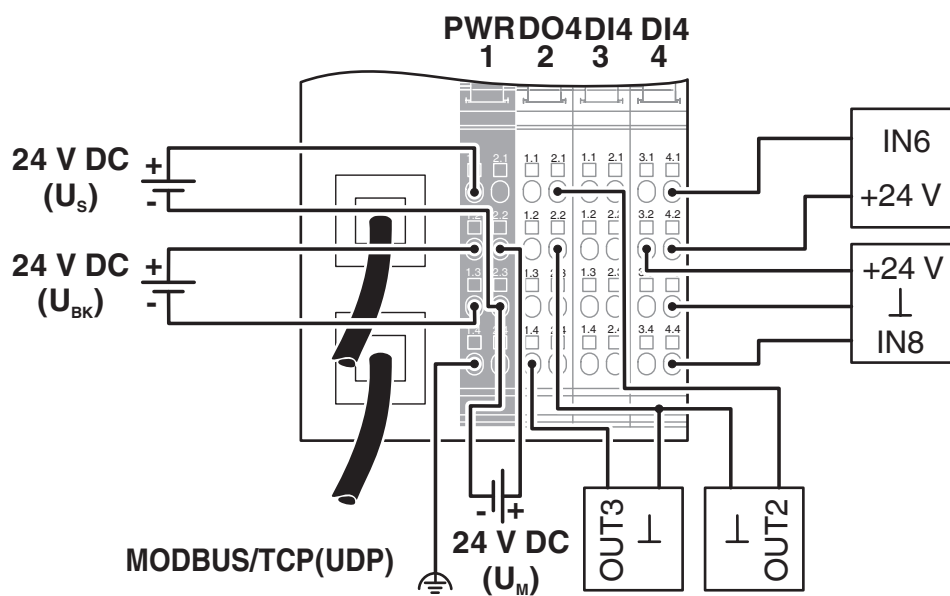 PWR DO4 DI4 DI4
1 2 3 4
24 V DC
(US)
+
-
24 V DC
(UBK)
+
-
2.1 1.1 2.1 1.1 2.1 3.1 4.1
1.2 2.2 1.2 2.2 1.2 2.2 3.2 4.2
1.3 2.3 1.3 1.3 2.3
1.4 1.4 2.4 1.4 2.4 3.4 4.4
IN6
+24 V
+24 V
IN8
- +
24 V DC
(UM)
MODBUS/TCP(UDP)
OUT3
OUT2